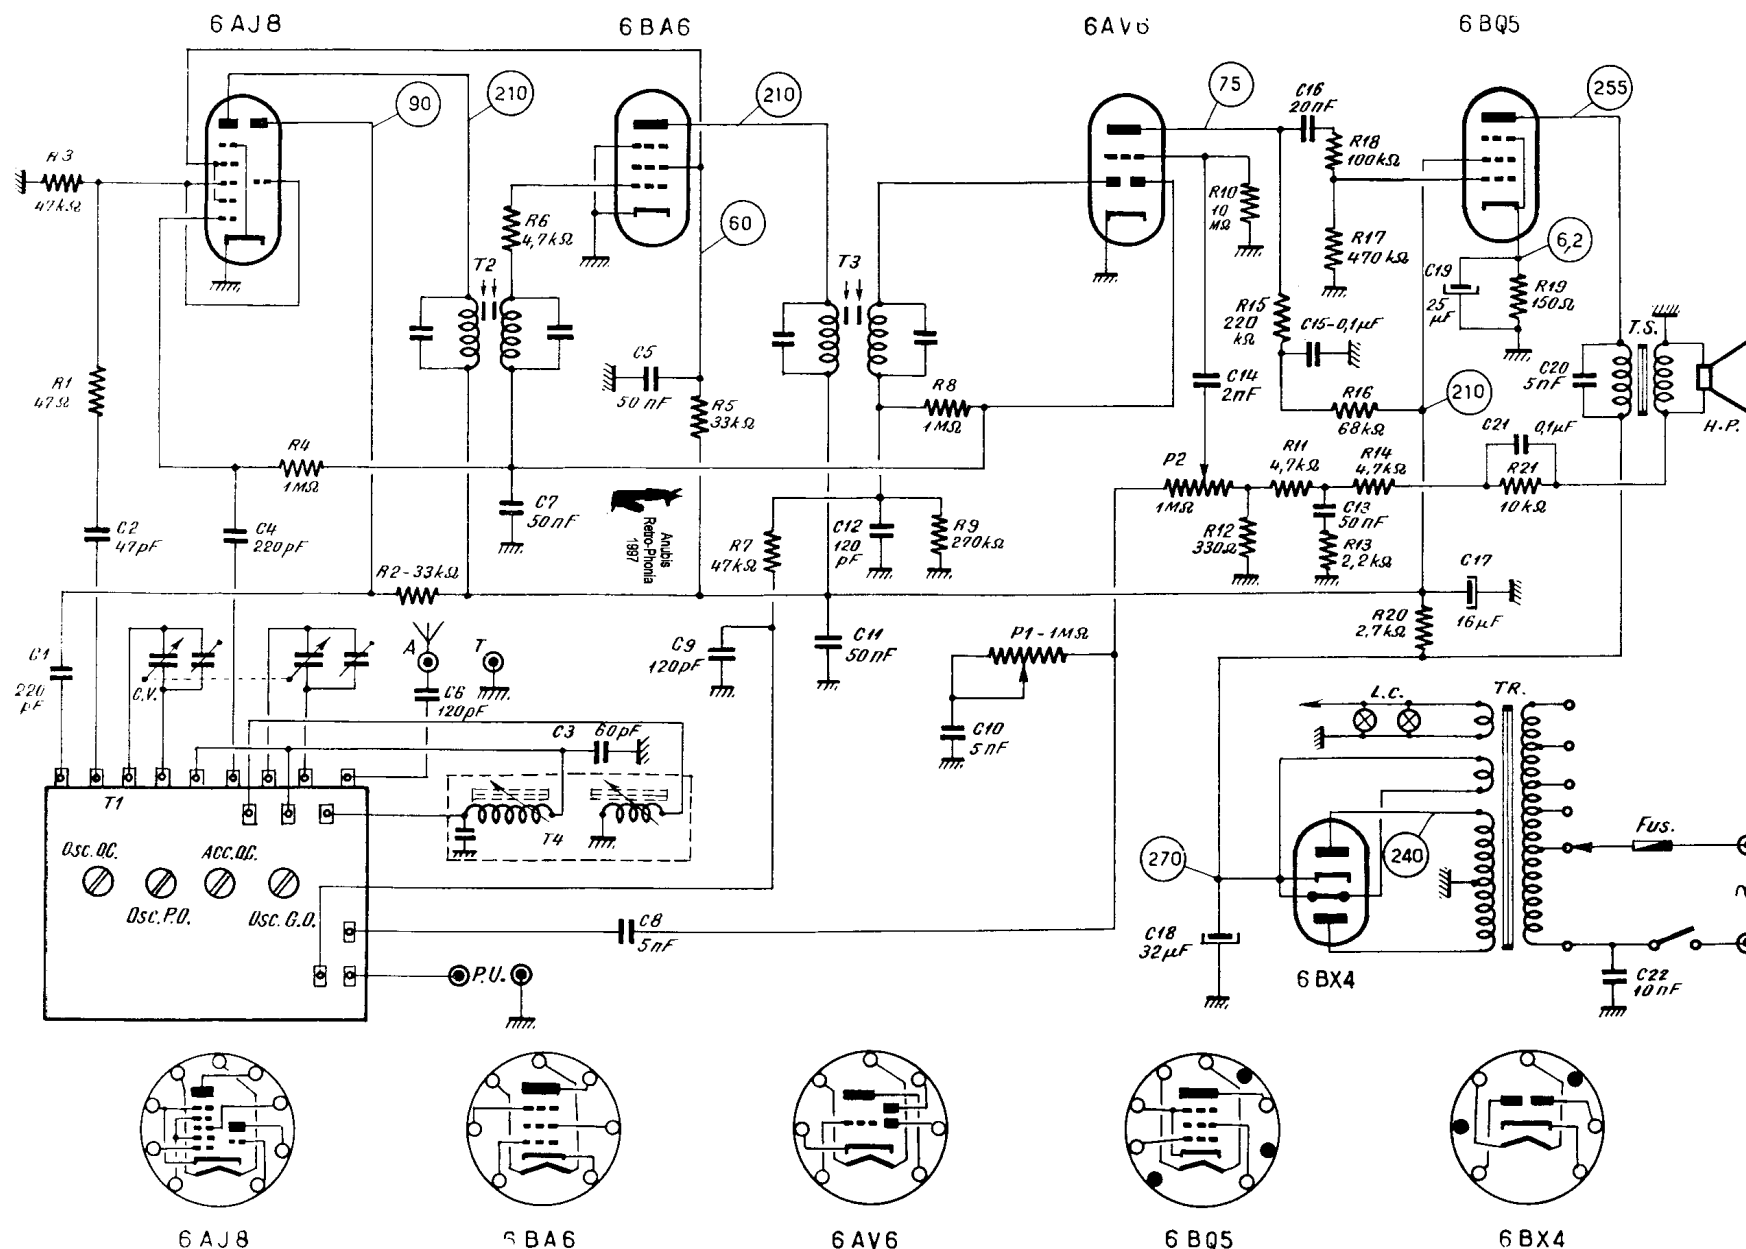 6AJ8
6BA6
6AV6
6BQ5
90
210
210
75
C16
20nF
255
R18
100kΩ
R3
47kΩ
R6
4,7kΩ
60
R10
10
MΩ
R17
470kΩ
6,2
T2
T3
C19
25
µF
R19
150Ω
R15
220
kΩ
C15-0,1µF
T.S.
C5
50nF
R1
47Ω
R5
33kΩ
R8
1MΩ
C14
2nF
R16
68kΩ
210
C20
5nF
H.P.
C21
0,1µF
R4
1MΩ
P2
1MΩ
R11
4,7kΩ
R14
4,7kΩ
R21
10kΩ
C7
50nF
Anubis
Retro-Phonia
1997
C2
47pF
C4
220pF
R7
47kΩ
C12
120
pF
R9
270kΩ
R12
330Ω
C13
50nF
R13
2,2kΩ
R2-33kΩ
C17
16µF
R20
2,7kΩ
C1
220
pF
C.V.
A
T
C6
120pF
C9
120pF
C11
50nF
P1-1MΩ
L.C.
TR.
C3
60pF
C10
5nF
T1
T4
Fus.
Osc.O.C.
Acc.O.C.
Osc.P.O.
Osc.G.O.
270
240
C8
5nF
C18
32µF
P.U.
6BX4
C22
10nF
6AJ8
6BA6
6AV6
6BQ5
6BX4